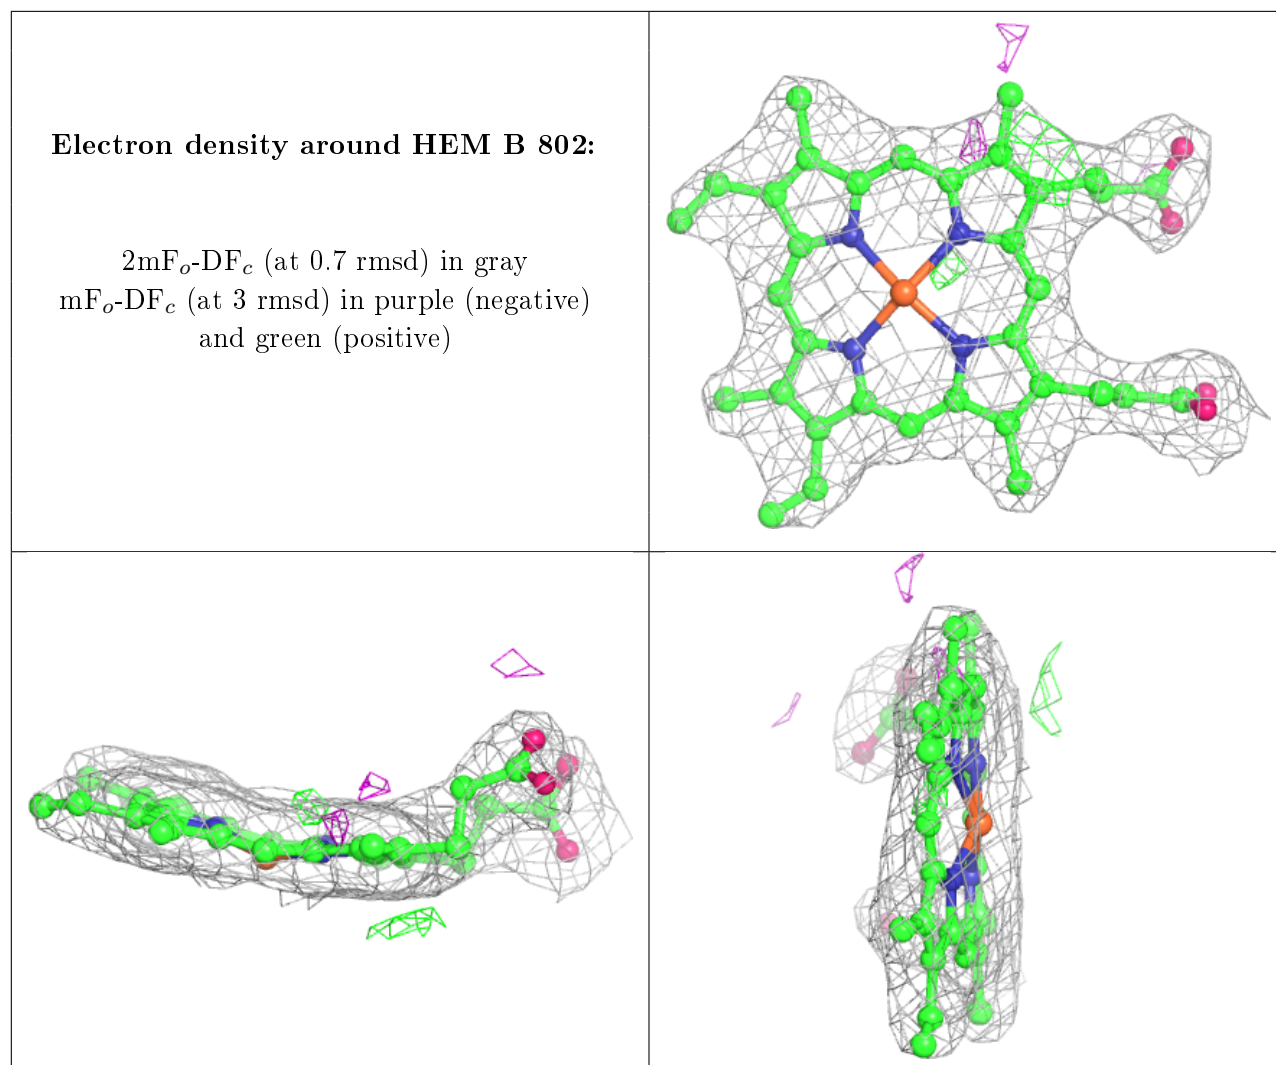 Electron density around HEM B 802:
2mFₒ-DF𝒸 (at 0.7 rmsd) in gray
mFₒ-DF𝒸 (at 3 rmsd) in purple (negative)
and green (positive)